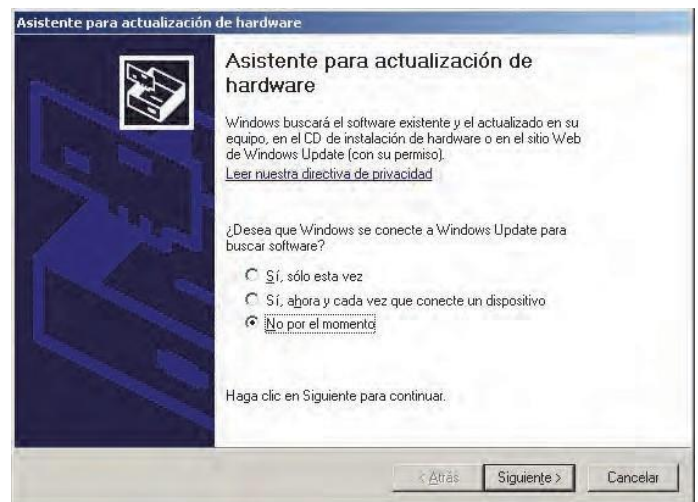 Asistente para actualización de hardware
Asistente para actualización de
hardware
Windows buscará el software existente y el actualizado en su
equipo, en el CD de instalación de hardware o en el sitio Web
de Windows Update (con su permiso).
Leer nuestra directiva de privacidad
¿Desea que Windows se conecte a Windows Update para
buscar software?
Sí, sólo esta vez
Sí, ahora y cada vez que conecte un dispositivo
No por el momento
Haga clic en Siguiente para continuar.
< Atrás Siguiente > Cancelar